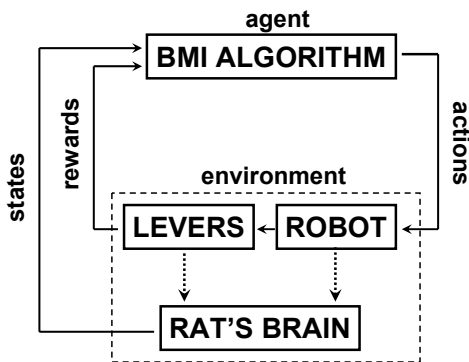 agent
BMI ALGORITHM
states
rewards
actions
environment
LEVERS
ROBOT
RAT'S BRAIN